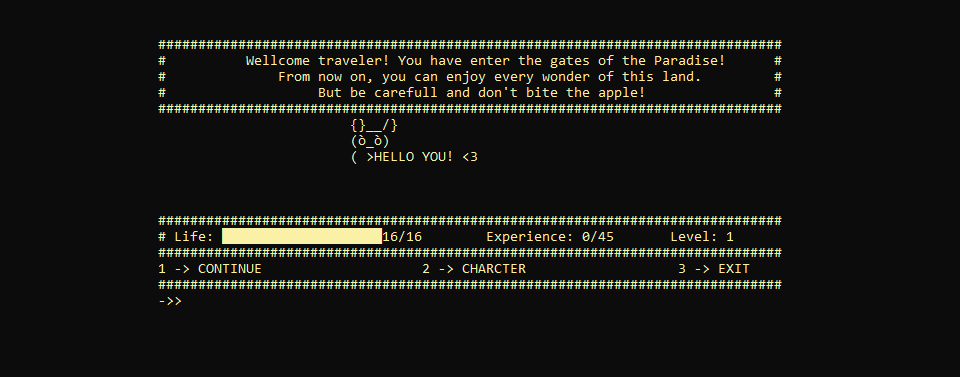 ##############################################################################
# Wellcome traveler! You have enter the gates of the Paradise! #
# From now on, you can enjoy every wonder of this land. #
# But be carefull and don't bite the apple! #
##############################################################################
{}__/}
(ò_ò)
( >HELLO YOU! <3
##############################################################################
# Life: ████████████████████16/16 Experience: 0/45 Level: 1
##############################################################################
1 -> CONTINUE 2 -> CHARCTER 3 -> EXIT
##############################################################################
->>